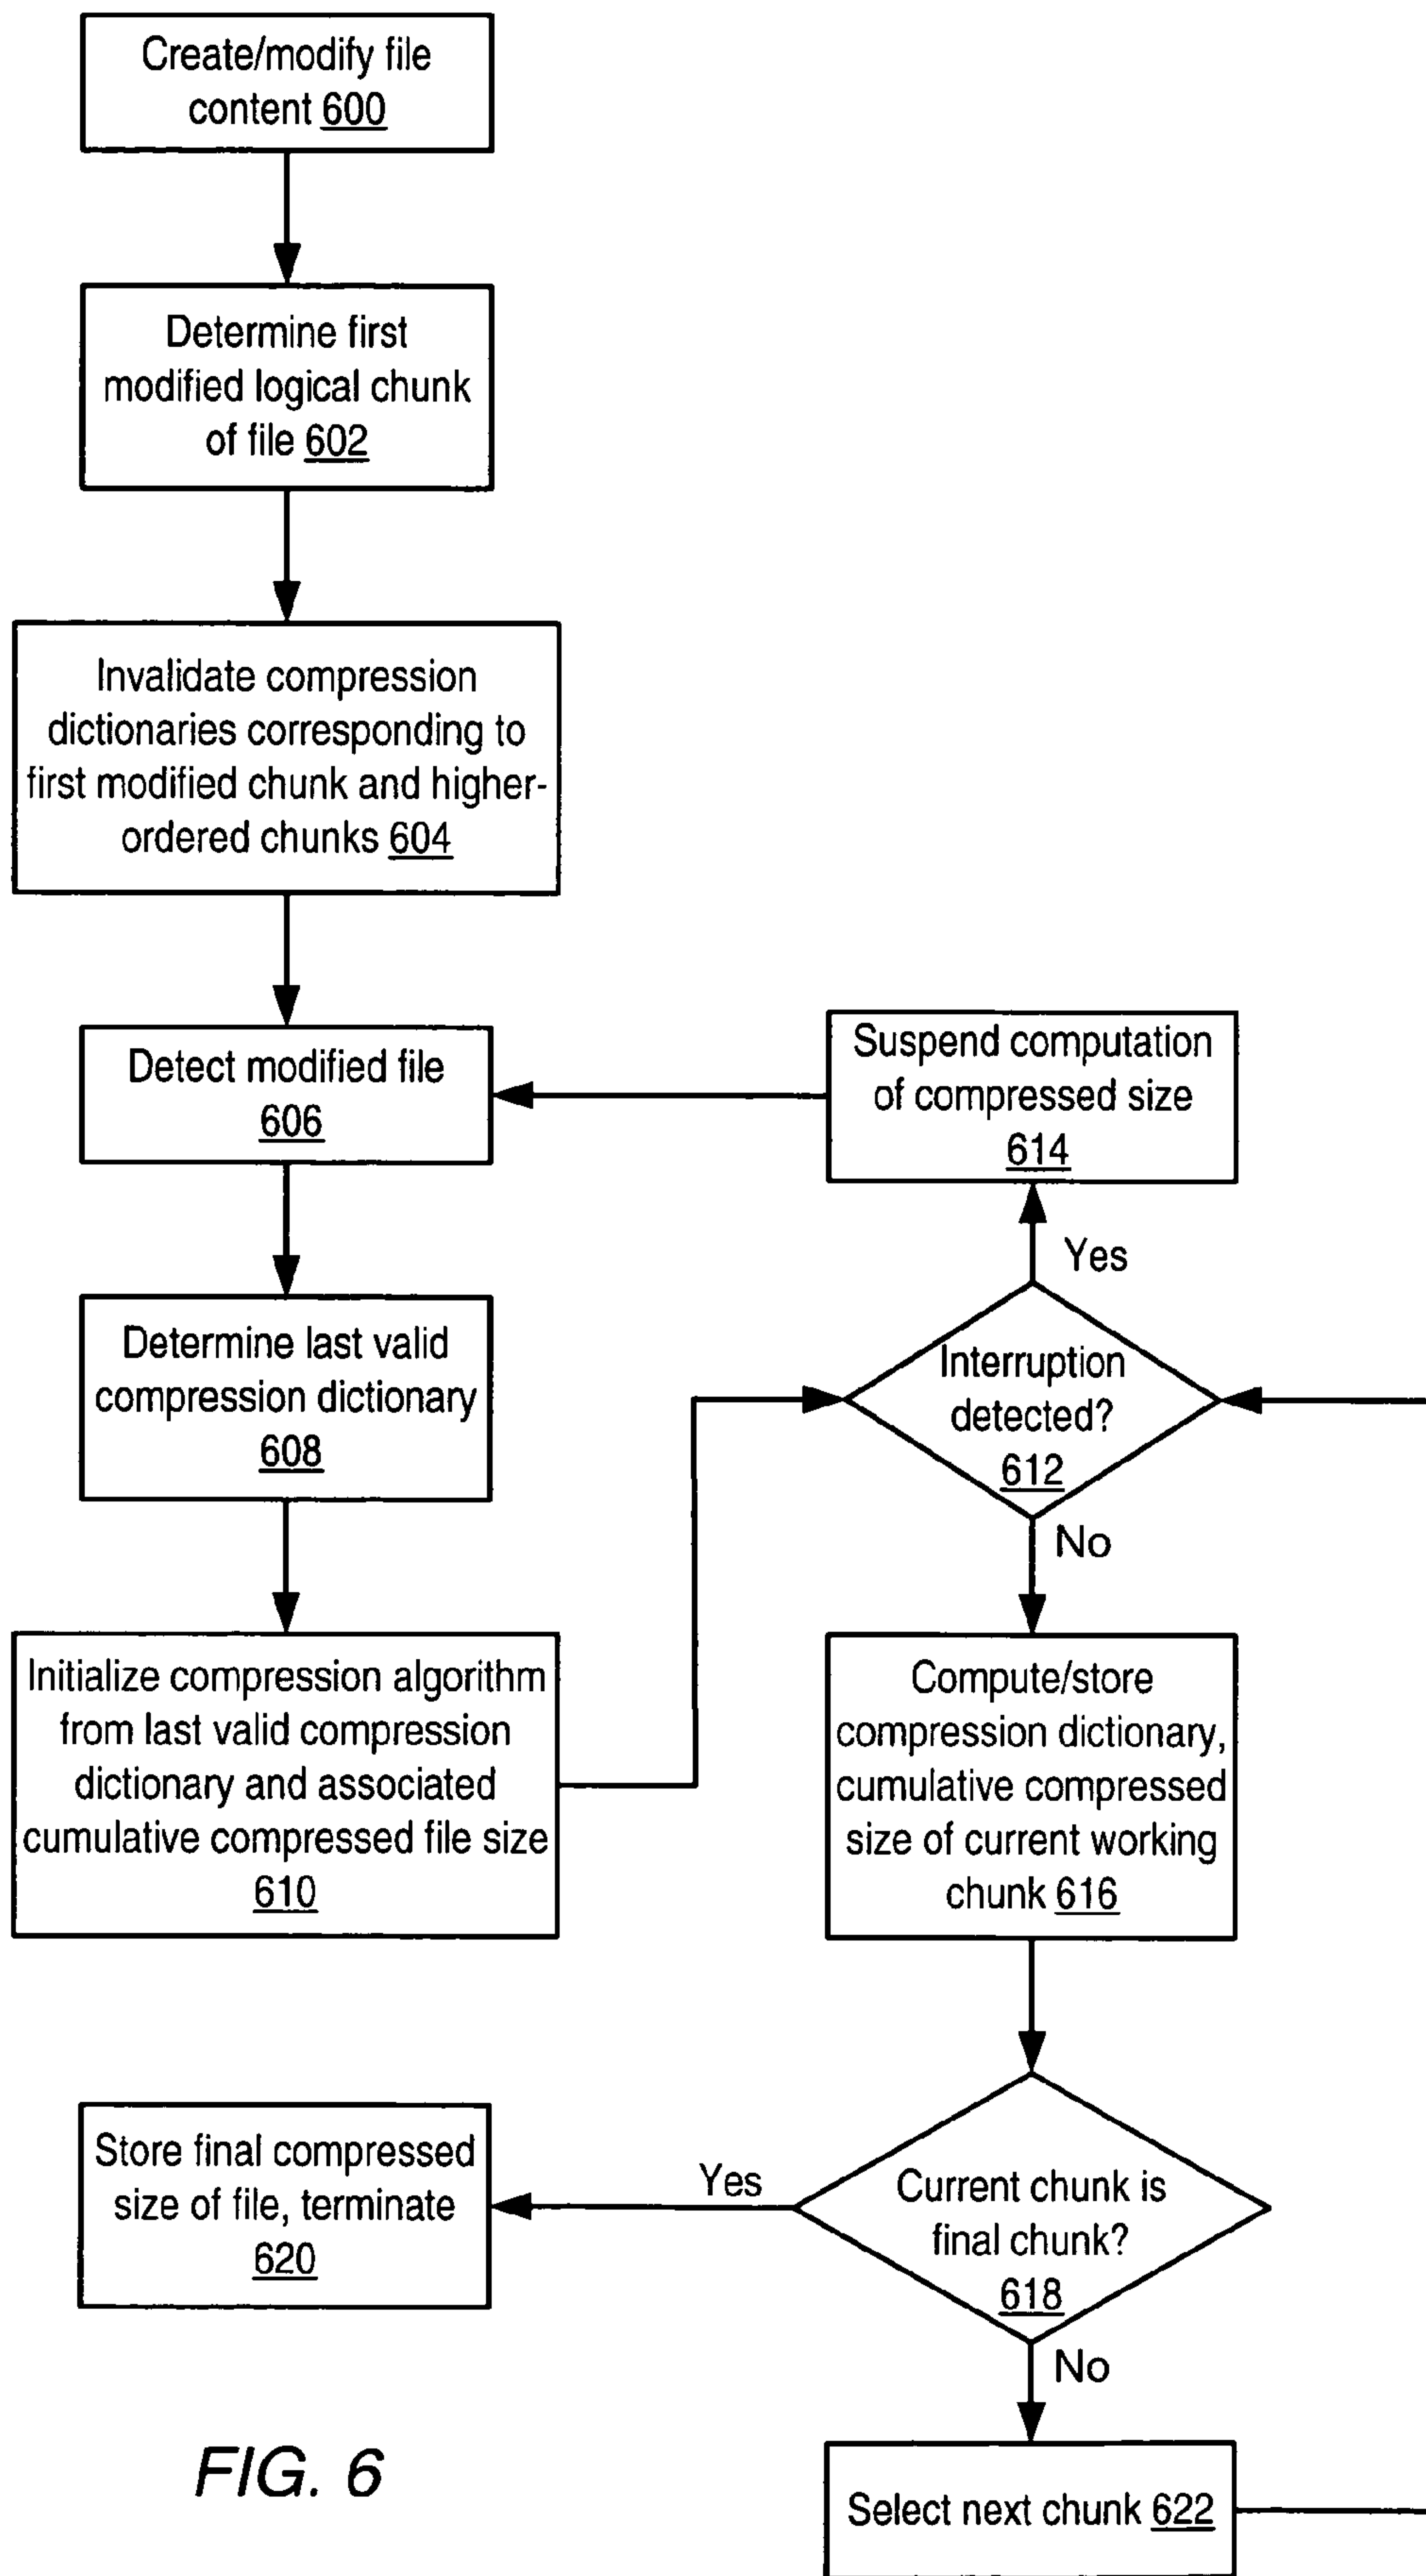 Create/modify file
content 600
Determine first
modified logical chunk
of file 602
Invalidate compression
dictionaries corresponding to
first modified chunk and higher-
ordered chunks 604
Detect modified file
606
Determine last valid
compression dictionary
608
Initialize compression algorithm
from last valid compression
dictionary and associated
cumulative compressed file size
610
Suspend computation
of compressed size
614
Yes
Interruption
detected?
612
No
Compute/store
compression dictionary,
cumulative compressed
size of current working
chunk 616
Current chunk is
final chunk?
618
Yes
Store final compressed
size of file, terminate
620
No
Select next chunk 622
FIG. 6